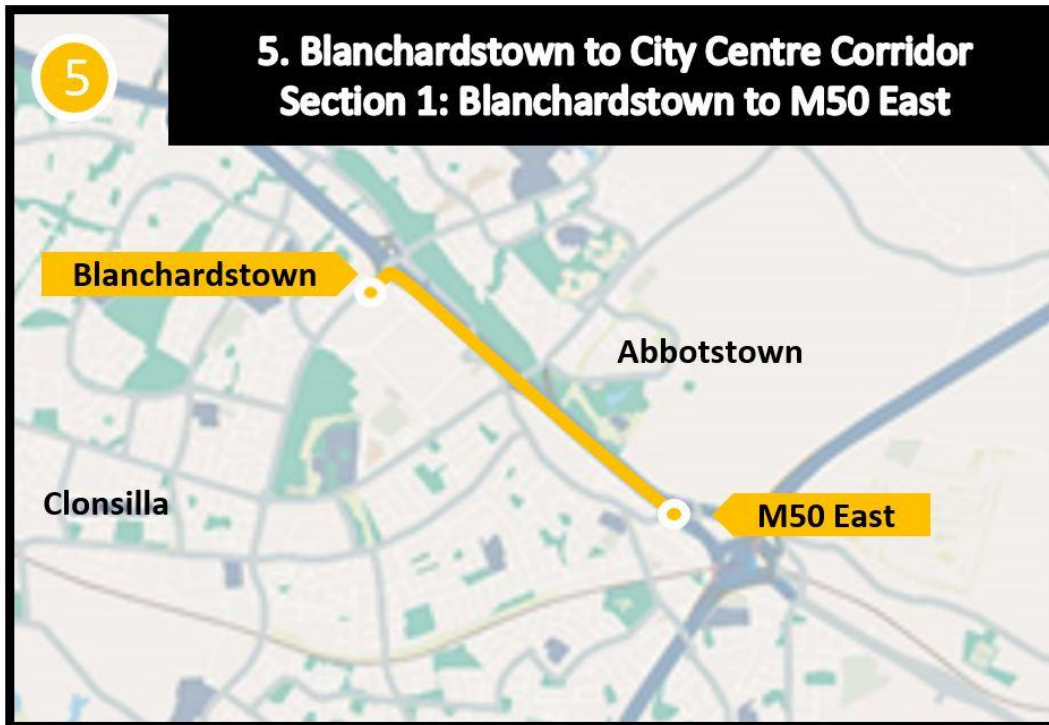 5
5. Blanchardstown to City Centre Corridor
Section 1: Blanchardstown to M50 East
Blanchardstown
Abbotstown
Clonsilla
M50 East